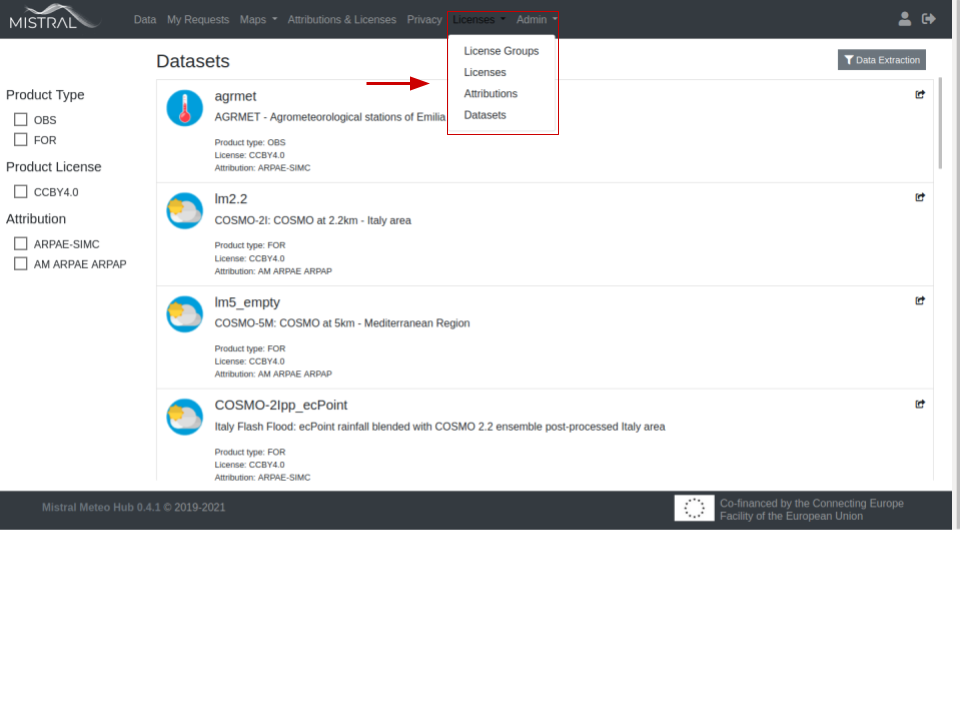 MISTRAL
Data My Requests Maps Attributions & Licenses Privacy Licenses Admin
License Groups
Licenses
Attributions
Datasets
Datasets
Data Extraction
Product Type
OBS
FOR
Product License
CCBY4.0
Attribution
ARPAE-SIMC
AM ARPAE ARPAP
agrmet
AGRMET - Agrometeorological stations of Emilia
Product type: OBS
License: CCBY4.0
Attribution: ARPAE-SIMC
lm2.2
COSMO-2I: COSMO at 2.2km - Italy area
Product type: FOR
License: CCBY4.0
Attribution: AM ARPAE ARPAP
lm5_empty
COSMO-5M: COSMO at 5km - Mediterranean Region
Product type: FOR
License: CCBY4.0
Attribution: AM ARPAE ARPAP
COSMO-2Ipp_ecPoint
Italy Flash Flood: ecPoint rainfall blended with COSMO 2.2 ensemble post-processed Italy area
Product type: FOR
License: CCBY4.0
Attribution: ARPAE-SIMC
Mistral Meteo Hub 0.4.1 © 2019-2021
Co-financed by the Connecting Europe
Facility of the European Union